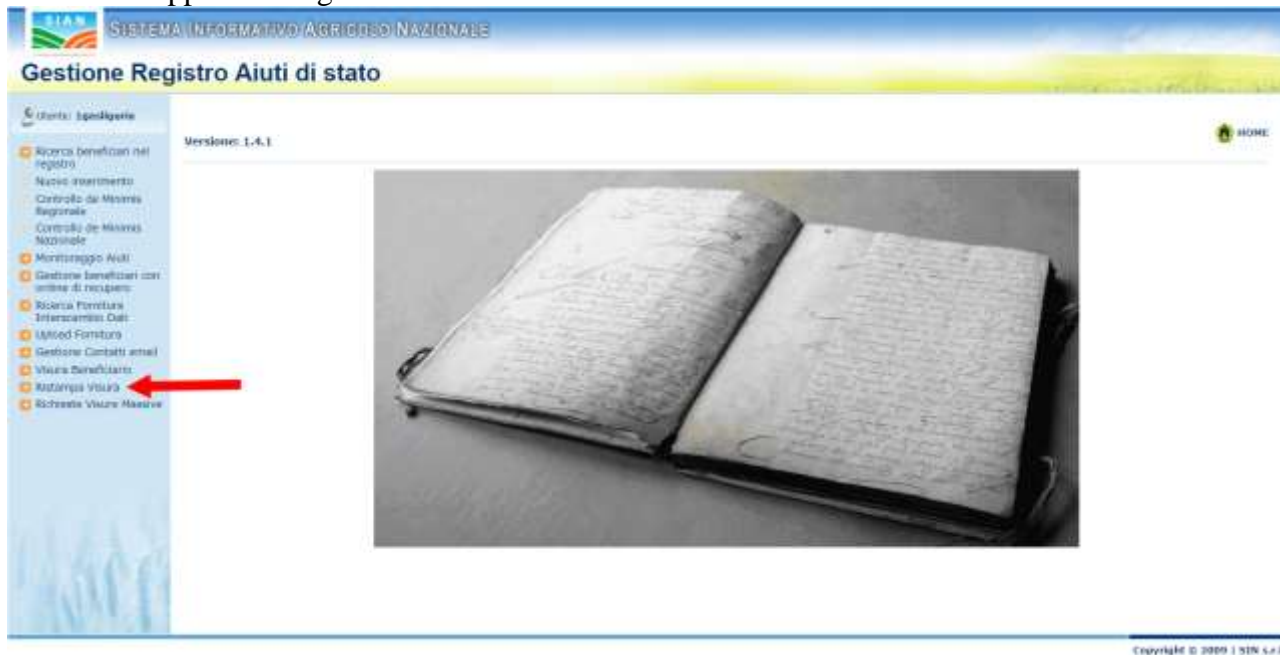 SIAN
SISTEMA INFORMATIVO AGRICOLO NAZIONALE
Gestione Registro Aiuti di stato
Utente:
Versione: 1.4.1
HOME
Ricerca beneficiari nel
registro
Nuovo inserimento
Controllo de Minimis
Regionale
Controllo de Minimis
Nazionale
Monitoraggio Aiuti
Gestione beneficiari con
ordine di recupero
Ricerca Fornitura
Interscambio Dati
Upload Fornitura
Gestione Contatti email
Visura Beneficiario
Ristampa Visura
Richieste Visure Massive
Copyright © 2009 | SIN s.r.l